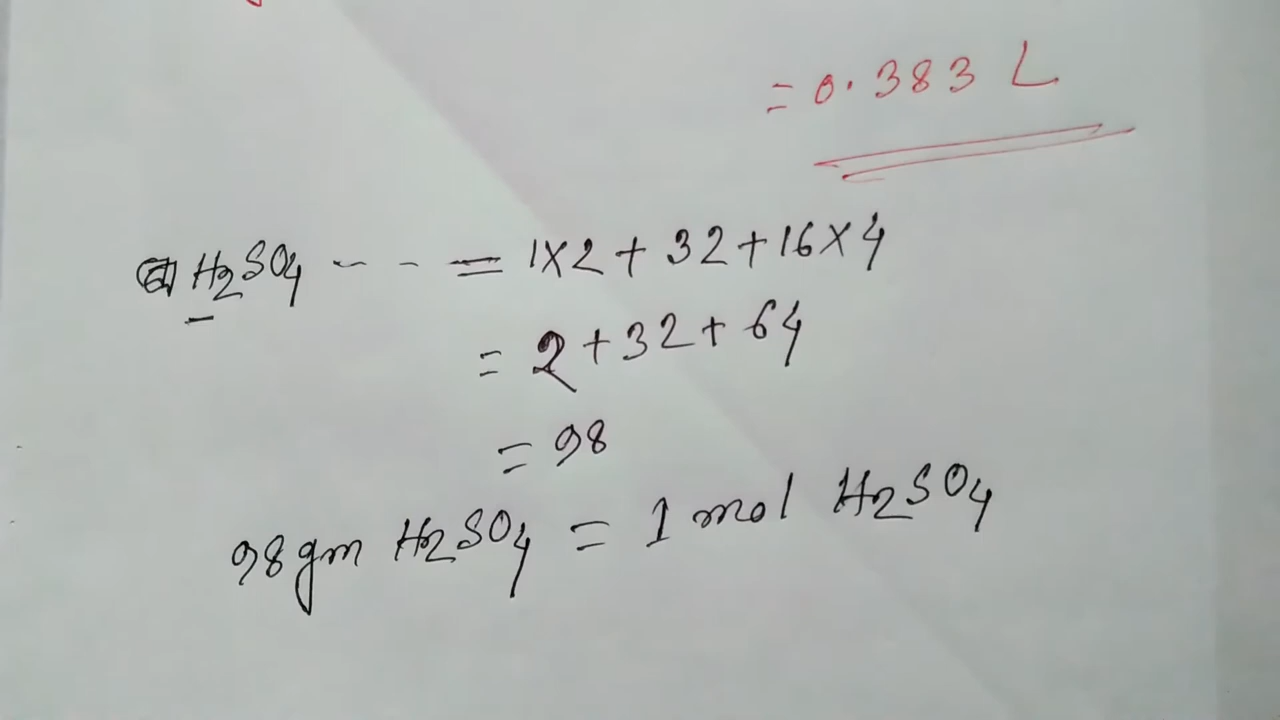 = 0.383 L
H2SO4 - - - = 1×2 + 32 + 16×4
= 2 + 32 + 64
= 98
98 gm H2SO4 = 1 mol H2SO4